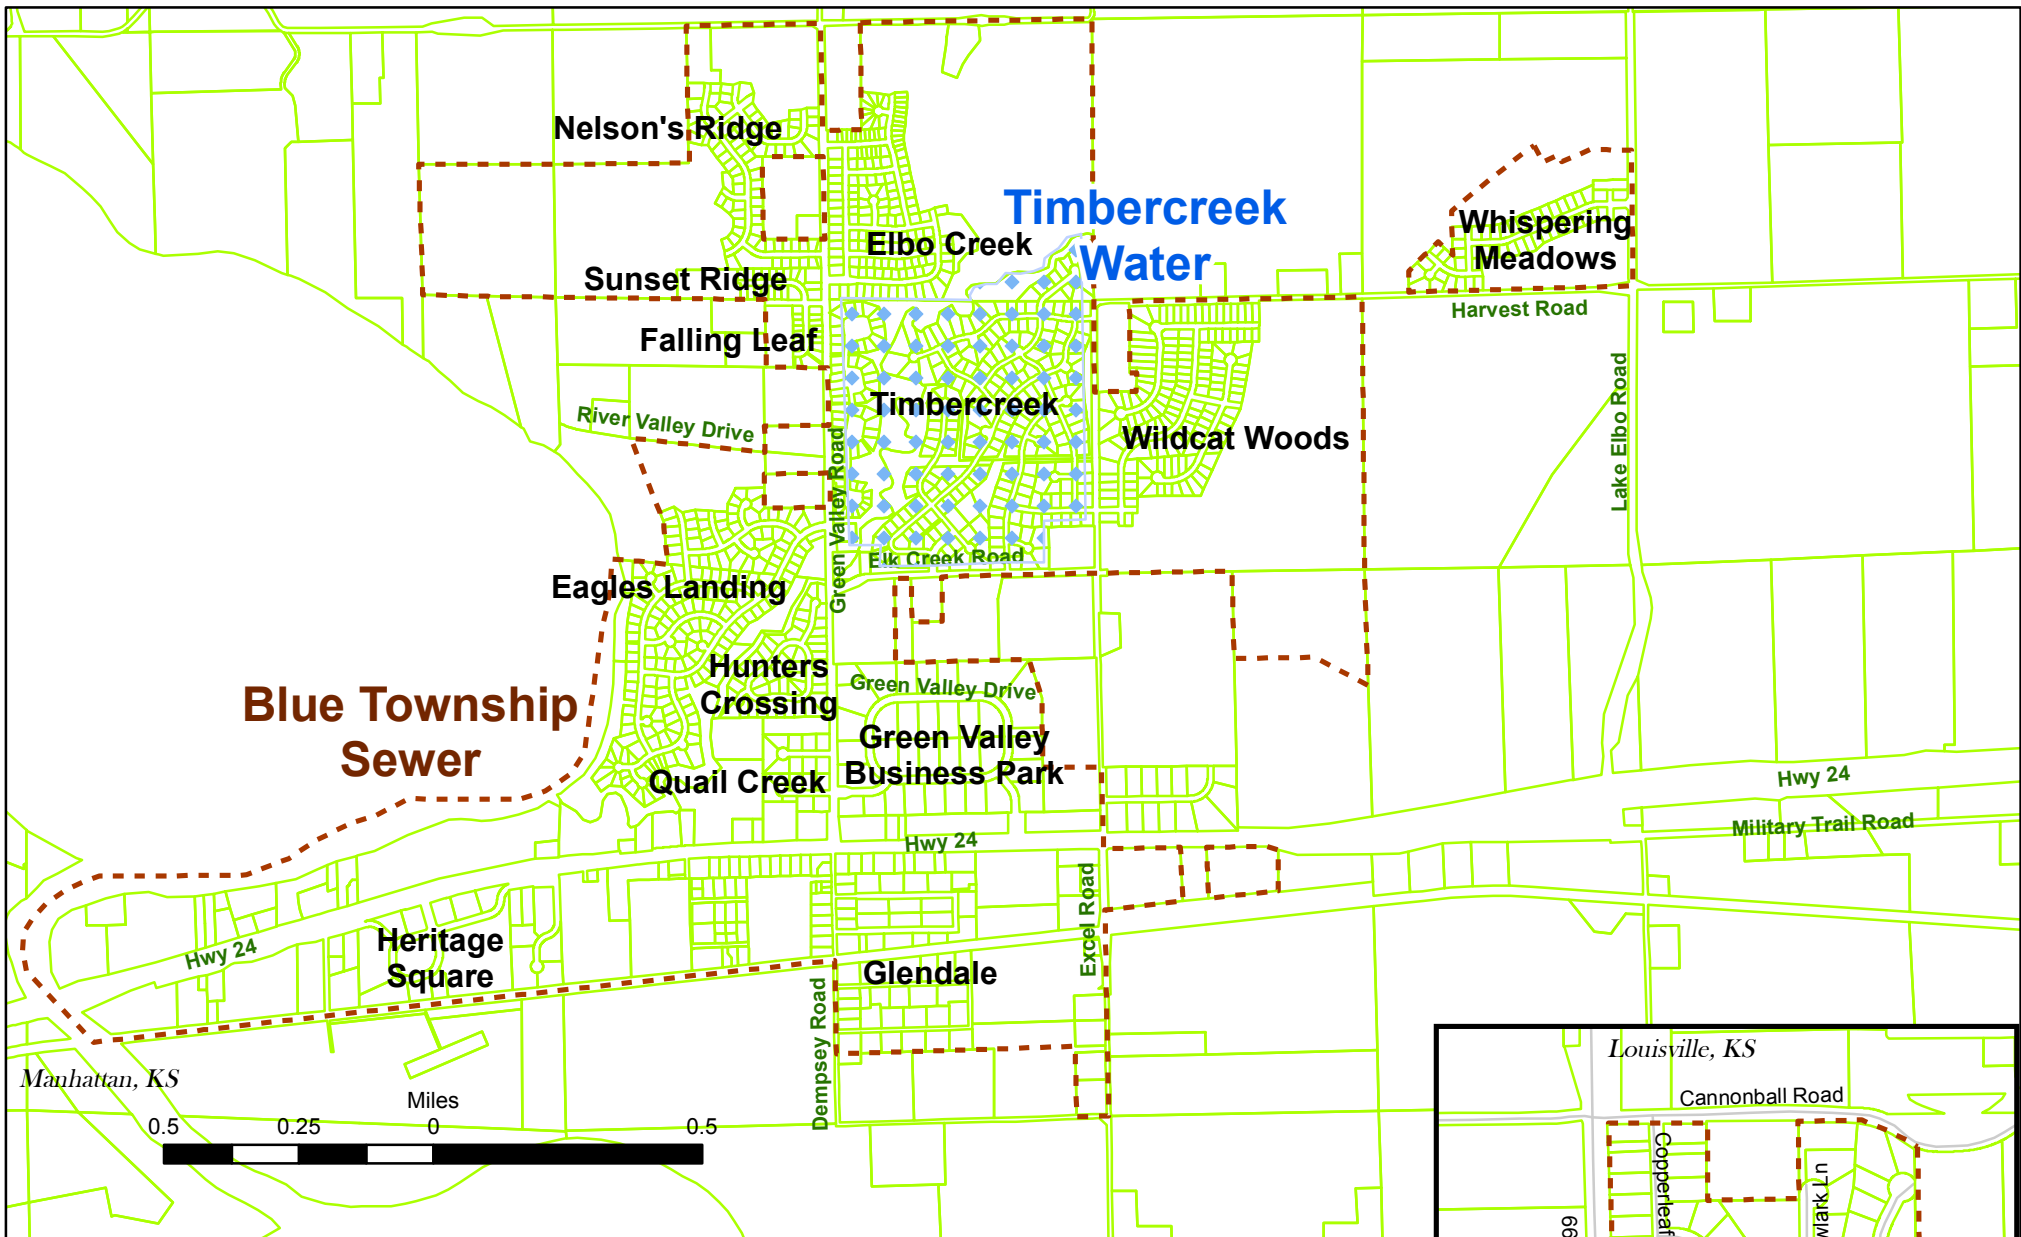 Nelson's Ridge
Timbercreek
Water
Whispering
Meadows
Elbo Creek
Sunset Ridge
Harvest Road
Falling Leaf
Lake Elbo Road
Timbercreek
River Valley Drive
Wildcat Woods
Green Valley Road
Elk Creek Road
Eagles Landing
Hunters
Crossing
Green Valley Drive
Blue Township
Sewer
Green Valley
Business Park
Quail Creek
Hwy 24
Military Trail Road
Hwy 24
Excel Road
Heritage
Square
Hwy 24
Glendale
Dempsey Road
Manhattan, KS
Miles
0.5 0.25 0 0.5
Louisville, KS
Cannonball Road
Copperleaf
wlark Ln
99